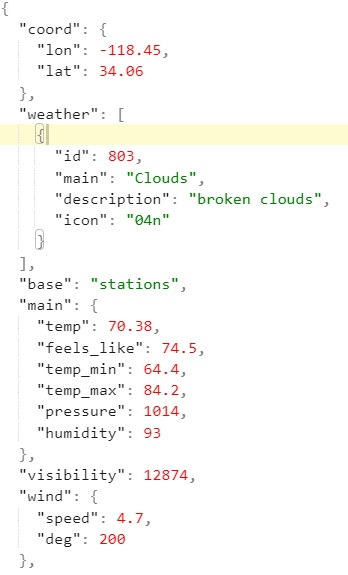 {
  "coord": {
    "lon": -118.45,
    "lat": 34.06
  },
  "weather": [
    {
      "id": 803,
      "main": "Clouds",
      "description": "broken clouds",
      "icon": "04n"
    }
  ],
  "base": "stations",
  "main": {
    "temp": 70.38,
    "feels_like": 74.5,
    "temp_min": 64.4,
    "temp_max": 84.2,
    "pressure": 1014,
    "humidity": 93
  },
  "visibility": 12874,
  "wind": {
    "speed": 4.7,
    "deg": 200
  },